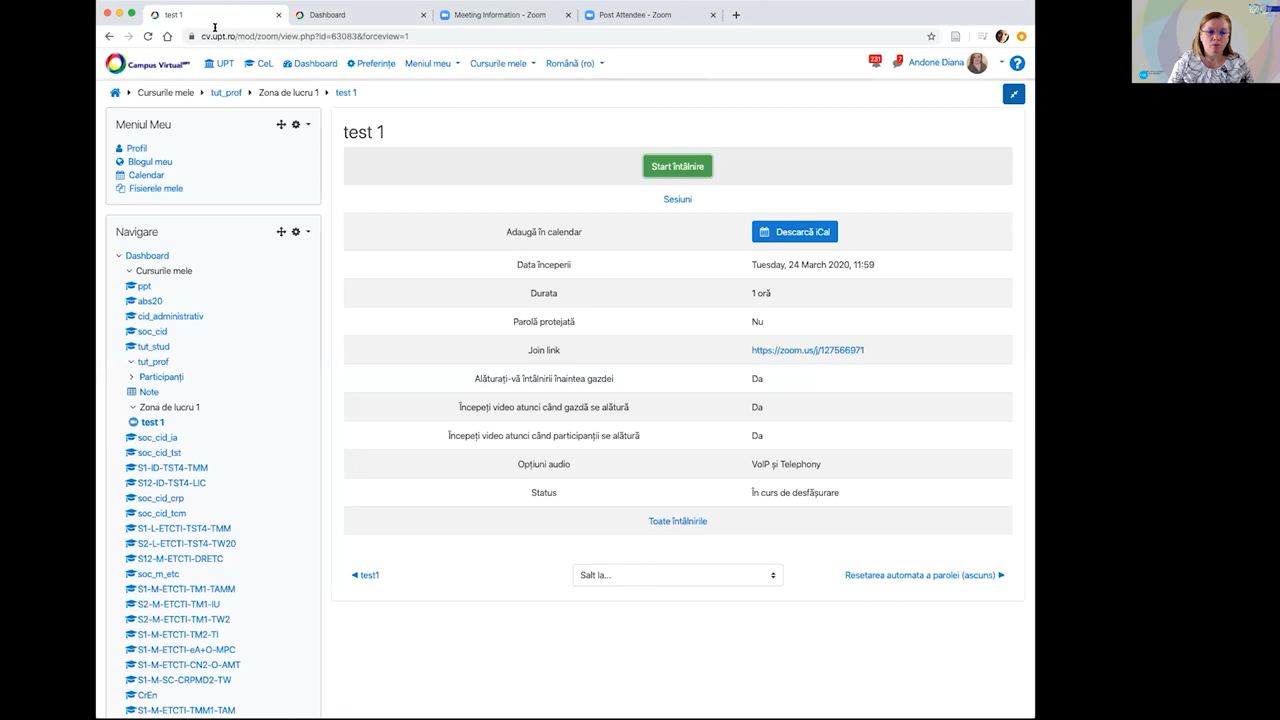 test 1
Dashboard
Meeting Information - Zoom
Post Attendee - Zoom
cv.upt.ro/mod/zoom/view.php?id=63083&forceview=1
Campus Virtual UPT
UPT
CeL
Dashboard
Preferințe
Meniul meu
Cursurile mele
Română (ro)
231
7
Andone Diana
Cursurile mele
tut_prof
Zona de lucru 1
test 1
Meniul Meu
Profil
Blogul meu
Calendar
Fisierele mele
Navigare
Dashboard
Cursurile mele
ppt
abs20
cid_administrativ
soc_cid
tut_stud
tut_prof
Participanți
Note
Zona de lucru 1
test 1
soc_cid_ia
soc_cid_tst
S1-ID-TST4-TMM
S12-ID-TST4-LIC
soc_cid_crp
soc_cid_tcm
S1-L-ETCTI-TST4-TMM
S2-L-ETCTI-TST4-TW20
S12-M-ETCTI-DRETC
soc_m_etc
S1-M-ETCTI-TM1-TAMM
S2-M-ETCTI-TM1-IU
S2-M-ETCTI-TM1-TW2
S1-M-ETCTI-TM2-TI
S1-M-ETCTI-eA+O-MPC
S1-M-ETCTI-CN2-O-AMT
S1-M-SC-CRPMD2-TW
CrEn
S1-M-ETCTI-TMM1-TAM
test 1
Start întâlnire
Sesiuni
Adaugă în calendar
Descarcă iCal
Data începerii
Tuesday, 24 March 2020, 11:59
Durata
1 oră
Parolă protejată
Nu
Join link
https://zoom.us/j/127566971
Alăturați-vă întâlnirii înaintea gazdei
Da
Începeți video atunci când gazdă se alătură
Da
Începeți video atunci când participanții se alătură
Da
Opțiuni audio
VoIP și Telephony
Status
În curs de desfășurare
Toate întâlnirile
◄ test1
Salt la...
Resetarea automata a parolei (ascuns) ►